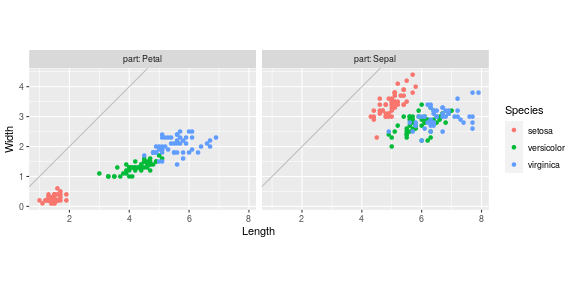 part: Petal
part: Sepal
4
3
2
1
0
Width
2 4 6 8
2 4 6 8
Length
Species
setosa
versicolor
virginica